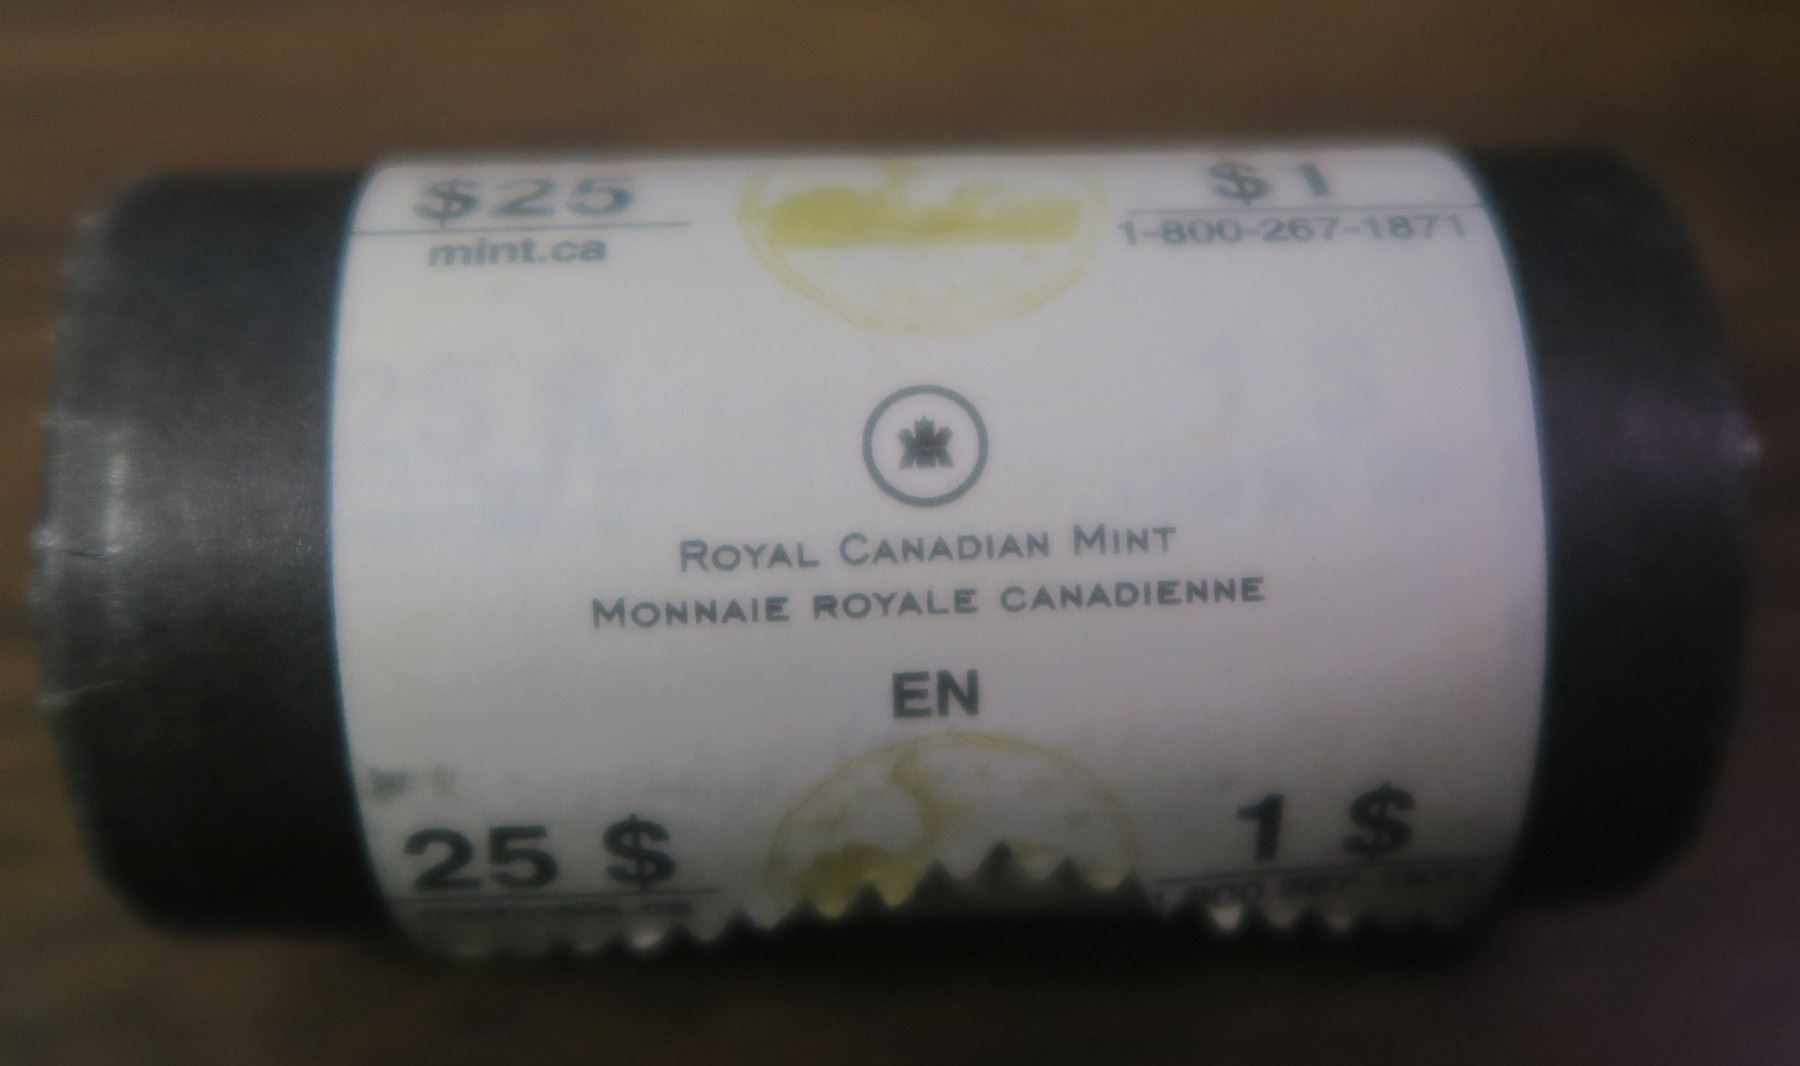 $25 $1
mint.ca 1-800-267-1871
ROYAL CANADIAN MINT
MONNAIE ROYALE CANADIENNE
EN
25 $ 1 $